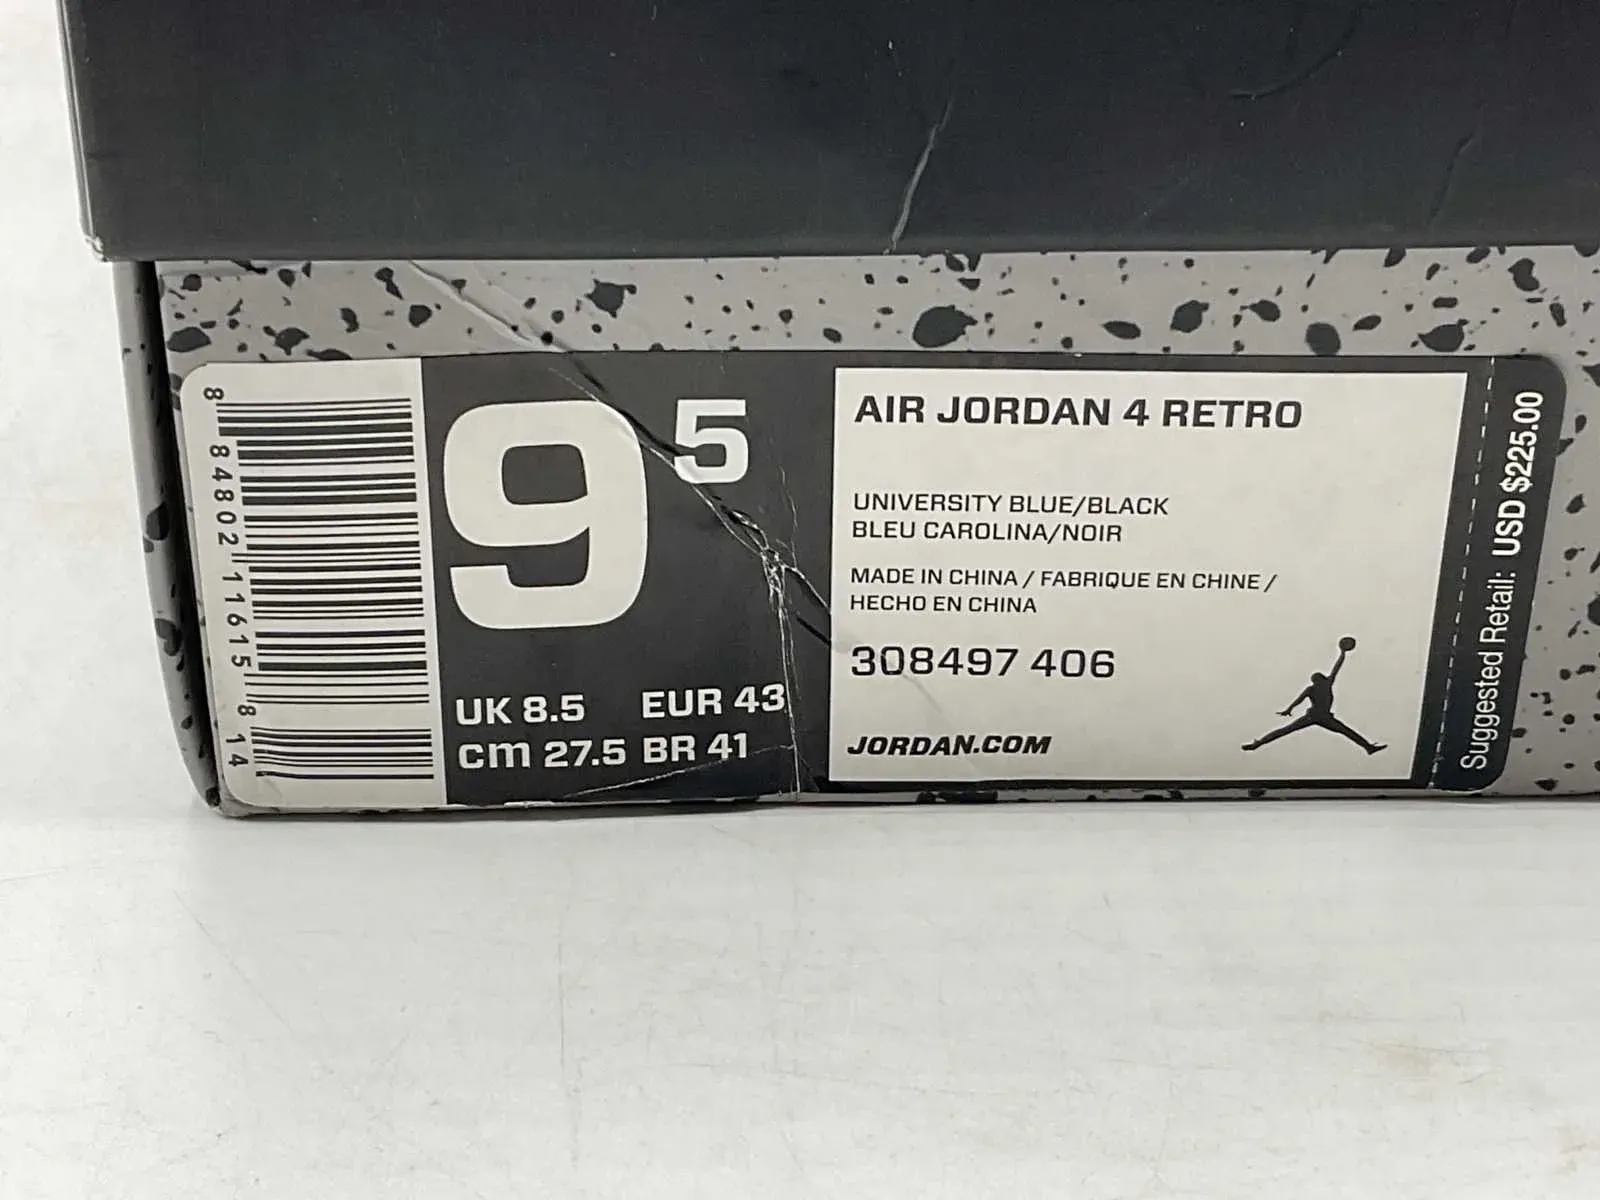 8 84802 11615 8 14
9 5
UK 8.5 EUR 43
cm 27.5 BR 41
AIR JORDAN 4 RETRO
UNIVERSITY BLUE/BLACK
BLEU CAROLINA/NOIR
MADE IN CHINA / FABRIQUE EN CHINE /
HECHO EN CHINA
308497 406
JORDAN.COM
Suggested Retail: USD $225.00